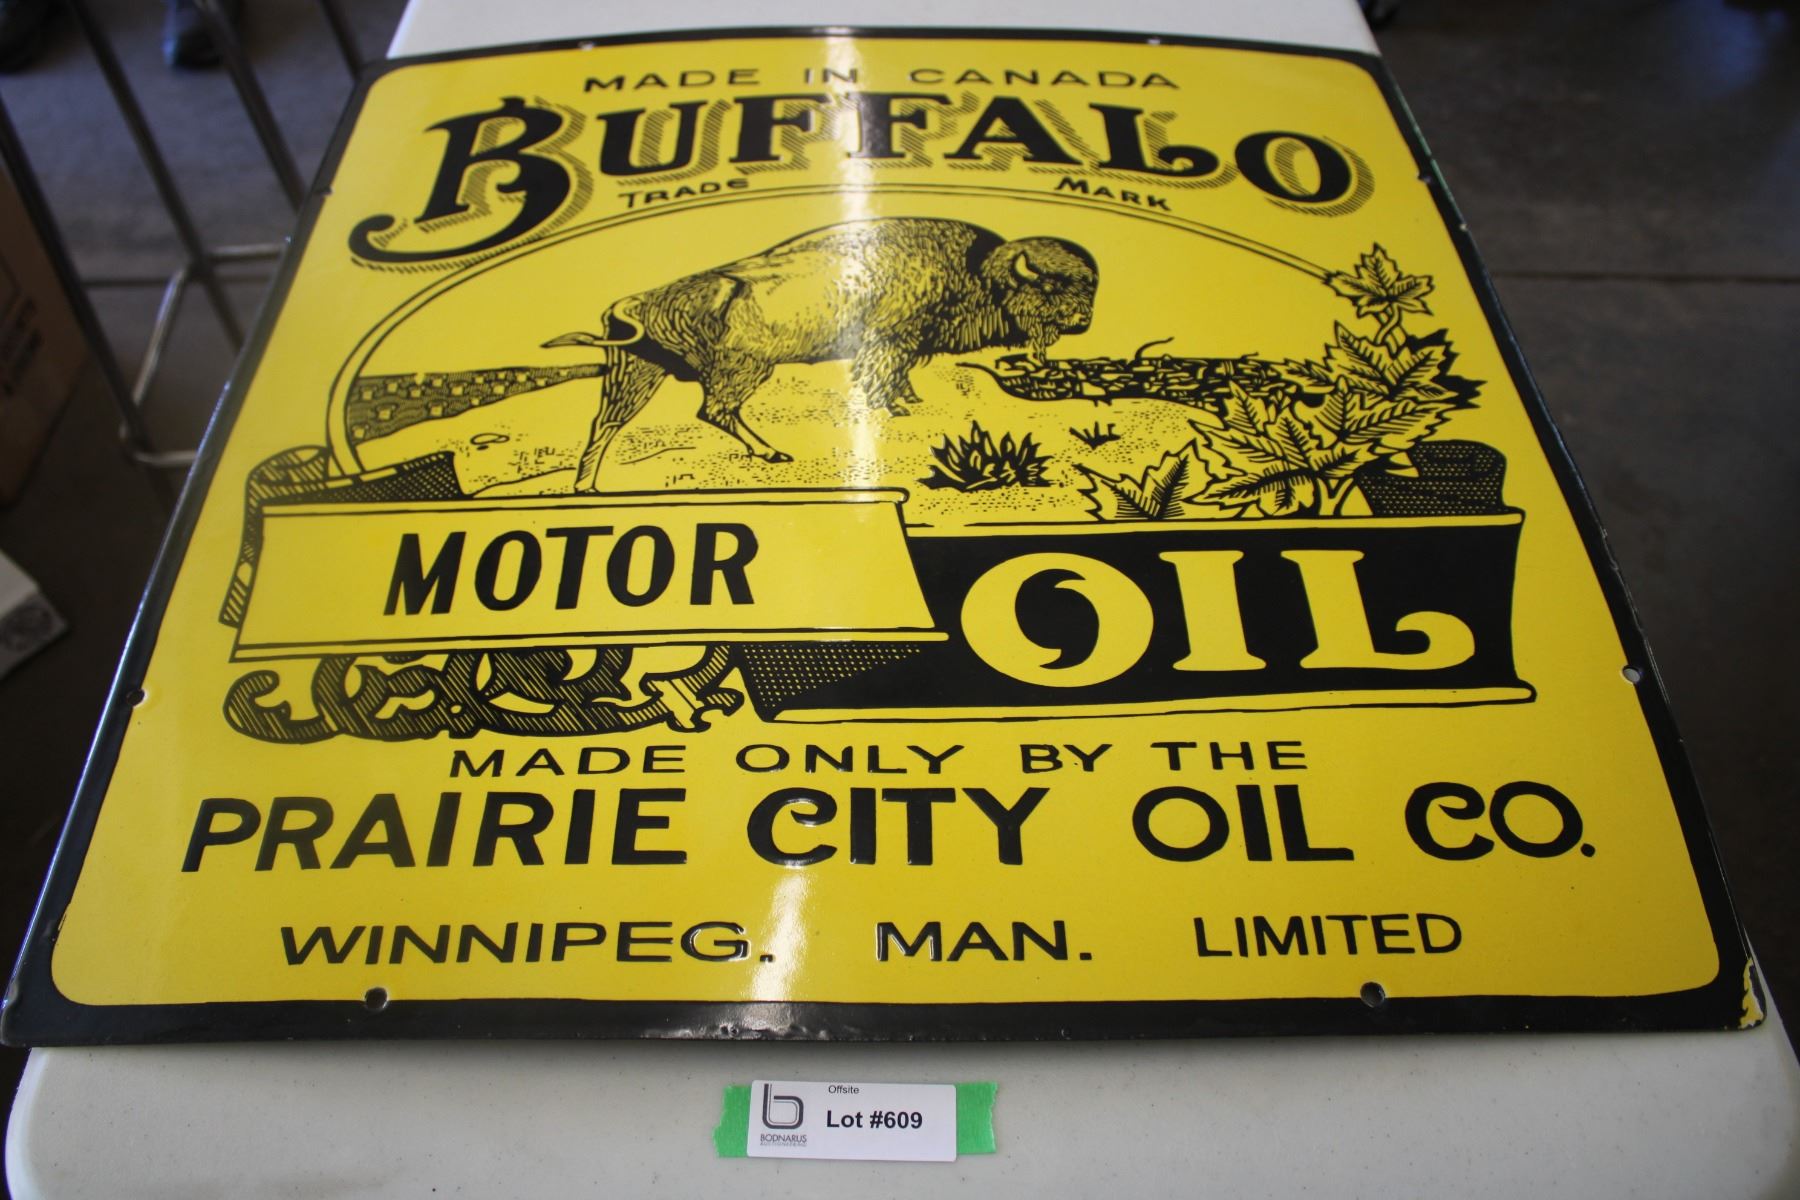 MADE IN CANADA
BUFFALO
TRADE MARK
MOTOR OIL
MADE ONLY BY THE
PRAIRIE CITY OIL CO.
WINNIPEG. MAN. LIMITED
Offsite
Lot #609
BODNARUS
AUCTIONEERING